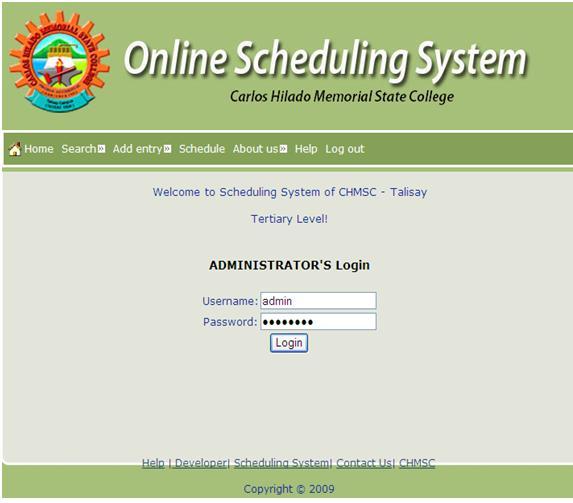 CARLOS HILADO MEMORIAL STATE COLLEGE
Online Scheduling System
Carlos Hilado Memorial State College
Home Search Add entry Schedule About us Help Log out
Welcome to Scheduling System of CHMSC - Talisay
Tertiary Level!
ADMINISTRATOR'S Login
Username: admin
Password: ●●●●●●●●
Login
Help | Developer| Scheduling System| Contact Us| CHMSC
Copyright © 2009